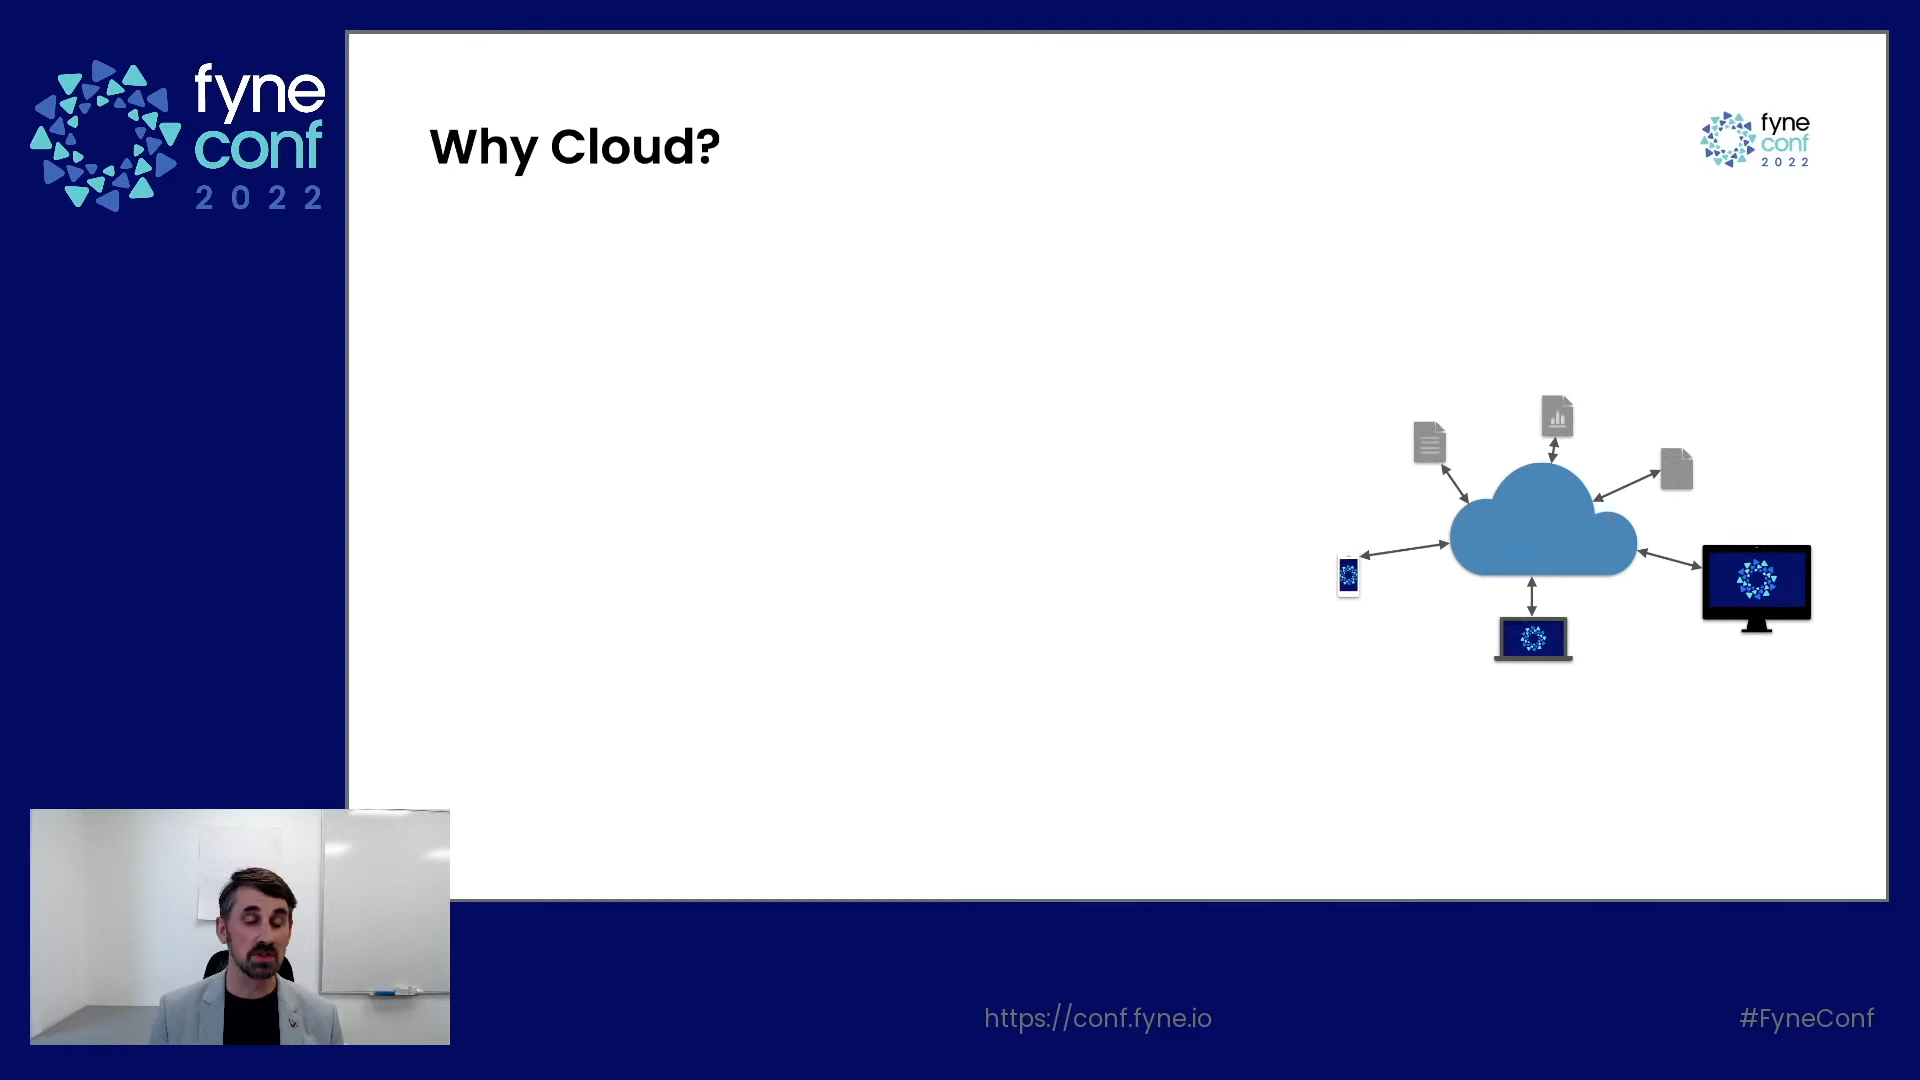 fyne
conf
2022
Why Cloud?
fyne
conf
2022
https://conf.fyne.io
#FyneConf